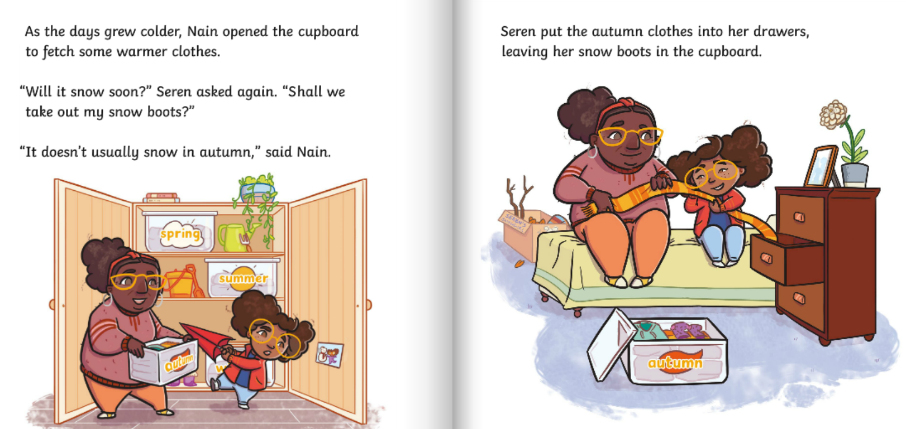 As the days grew colder, Nain opened the cupboard
to fetch some warmer clothes.
“Will it snow soon?” Seren asked again. “Shall we
take out my snow boots?”
“It doesn’t usually snow in autumn,” said Nain.
spring
summer
autumn
w
Seren put the autumn clothes into her drawers,
leaving her snow boots in the cupboard.
autumn